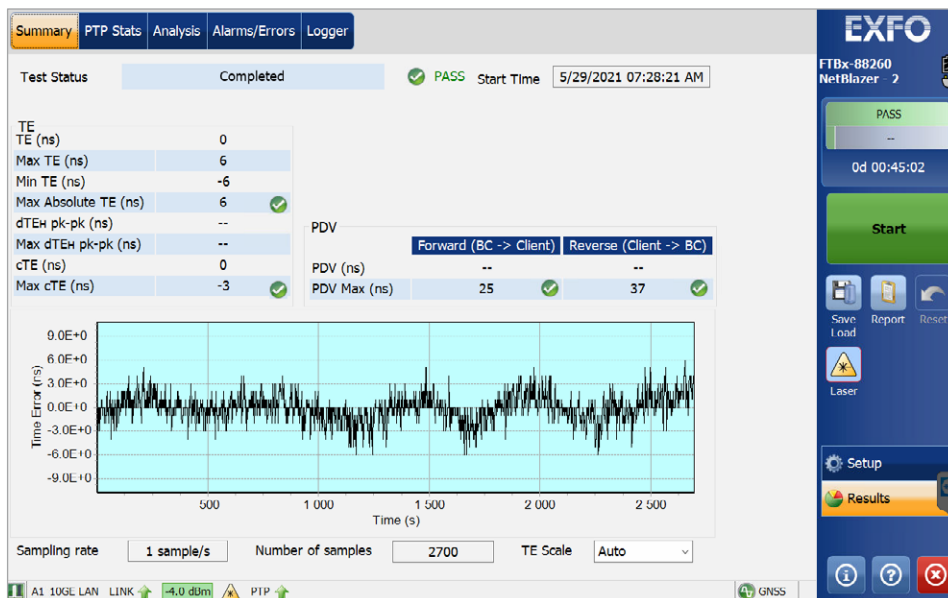 Summary PTP Stats Analysis Alarms/Errors Logger
EXFO
FTBx-88260
NetBlazer - 2
Test Status Completed PASS Start Time 5/29/2021 07:28:21 AM
PASS
--
0d 00:45:02
TE
TE (ns) 0
Max TE (ns) 6
Min TE (ns) -6
Max Absolute TE (ns) 6
dTEH pk-pk (ns) --
Max dTEH pk-pk (ns) --
cTE (ns) 0
Max cTE (ns) -3
PDV
Forward (BC -> Client) Reverse (Client -> BC)
PDV (ns) -- --
PDV Max (ns) 25 37
Start
Save
Load
Report
Reset
Laser
9.0E+0
6.0E+0
3.0E+0
0.0E+0
-3.0E+0
-6.0E+0
-9.0E+0
Time Error (ns)
500 1 000 1 500 2 000 2 500
Time (s)
Setup
Results
Sampling rate 1 sample/s Number of samples 2700 TE Scale Auto
A1 10GE LAN LINK -4.0 dBm PTP GNSS